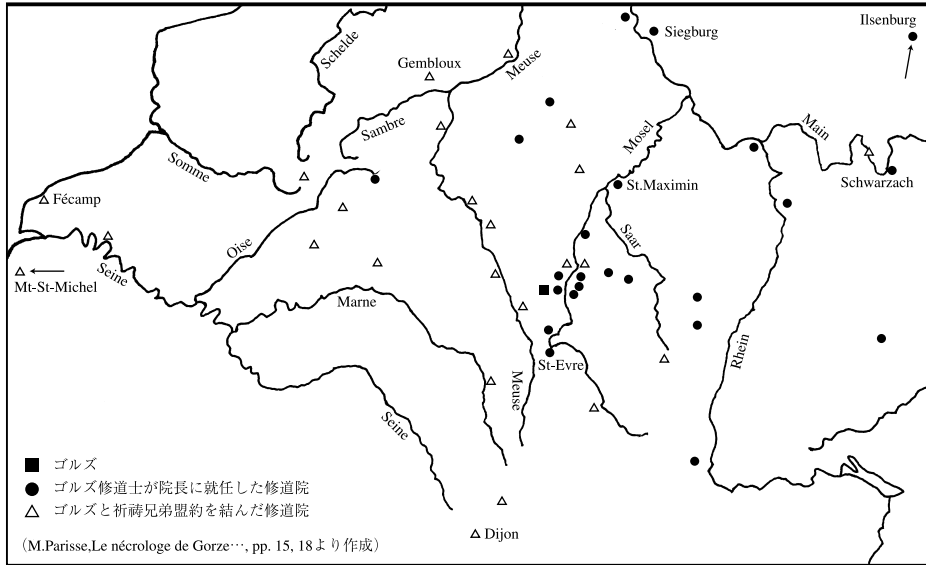 Ilsenburg
Siegburg
Schelde
Gembloux
Meuse
Sambre
Mosel
Main
Somme
St.Maximin
Schwarzach
Fécamp
Saar
Oise
Seine
Mt-St-Michel
Marne
Rhein
St-Evre
Meuse
Seine
ゴルズ
ゴルズ修道士が院長に就任した修道院
ゴルズと祈祷兄弟盟約を結んだ修道院
Dijon
（M.Parisse,Le nécrologe de Gorze…, pp. 15, 18より作成）